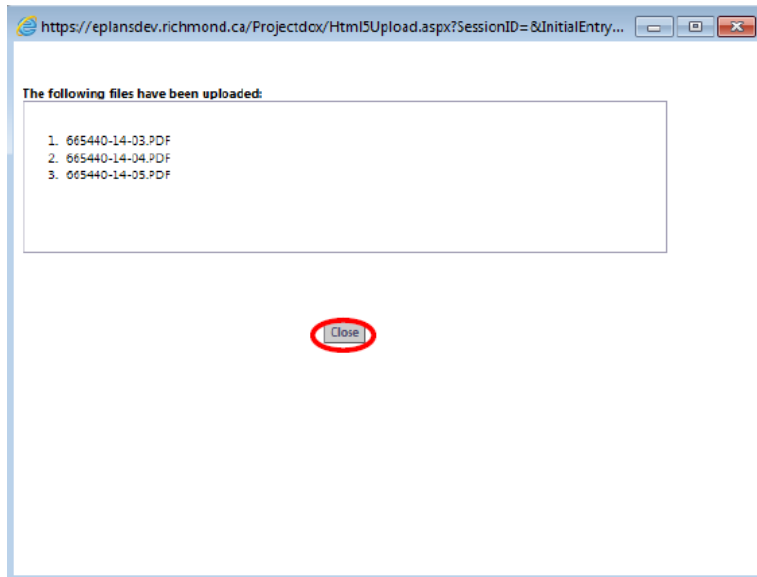 https://eplansdev.richmond.ca/Projectdox/Html5Upload.aspx?SessionID=&InitialEntry...
The following files have been uploaded:
1. 665440-14-03.PDF
2. 665440-14-04.PDF
3. 665440-14-05.PDF
Close